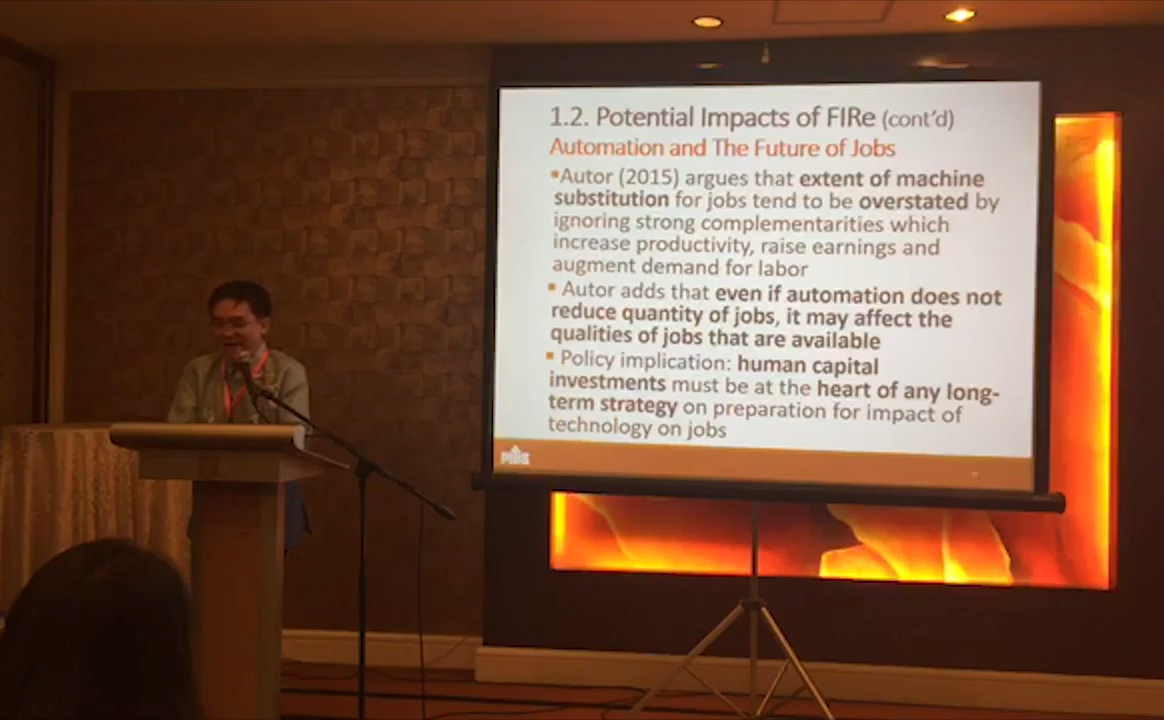 1.2. Potential Impacts of FIRe (cont'd)
Automation and The Future of Jobs
▪Autor (2015) argues that extent of machine
substitution for jobs tend to be overstated by
ignoring strong complementarities which
increase productivity, raise earnings and
augment demand for labor
▪ Autor adds that even if automation does not
reduce quantity of jobs, it may affect the
qualities of jobs that are available
▪ Policy implication: human capital
investments must be at the heart of any long-
term strategy on preparation for impact of
technology on jobs
PIDS